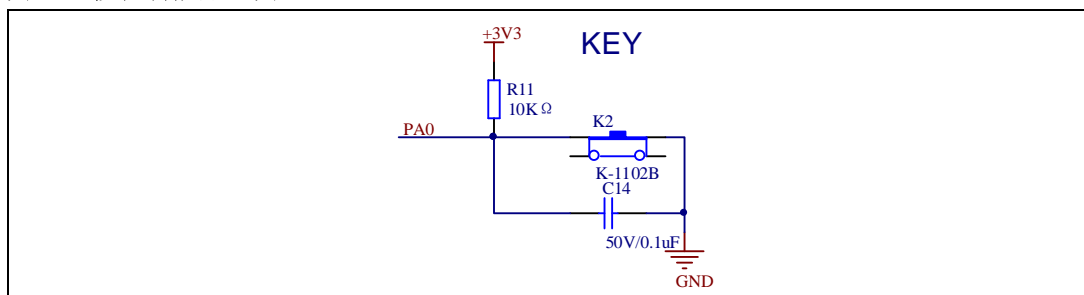 +3V3
KEY
R11
10KΩ
PA0
K2
K-1102B
C14
50V/0.1uF
GND